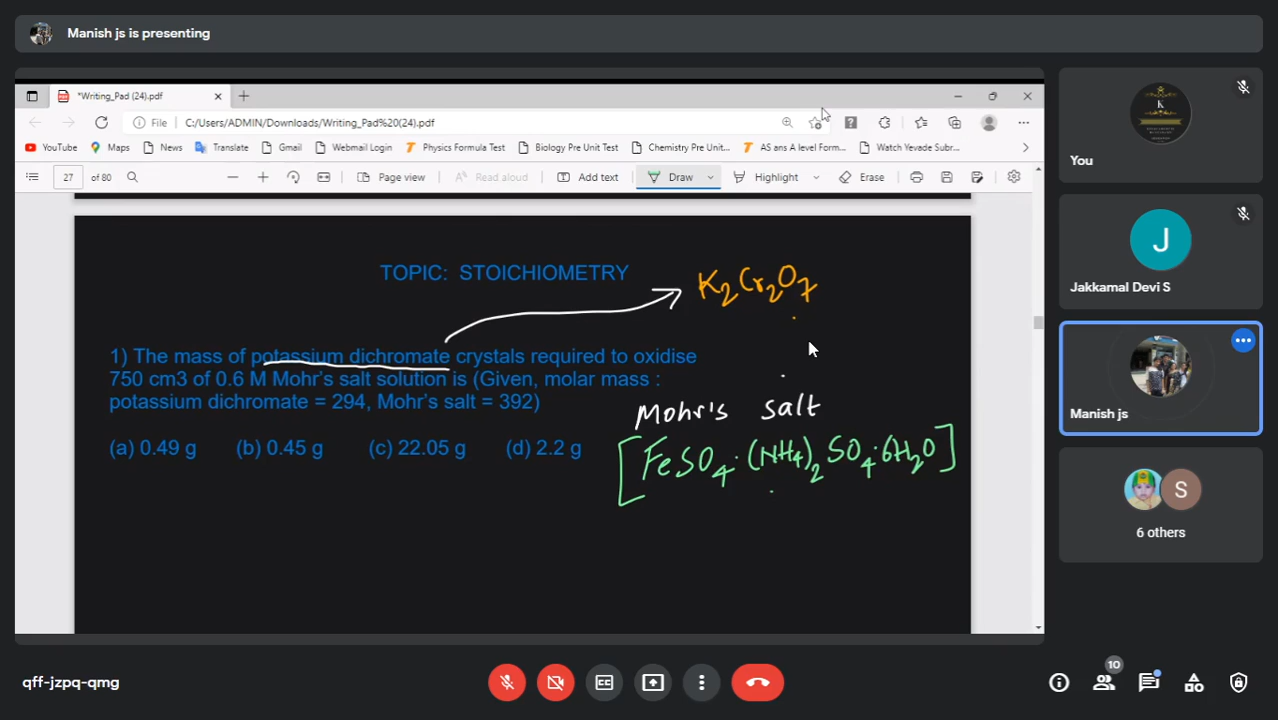 Manish js is presenting
*Writing_Pad (24).pdf
File C:/Users/ADMIN/Downloads/Writing_Pad%20(24).pdf
YouTube Maps News Translate Gmail Webmail Login Physics Formula Test Biology Pre Unit Test Chemistry Pre Unit... AS ans A level Form... Watch Yevade Subr...
27 of 80 Page view Read aloud Add text Draw Highlight Erase
TOPIC: STOICHIOMETRY
K2Cr2O7
1) The mass of potassium dichromate crystals required to oxidise
750 cm3 of 0.6 M Mohr's salt solution is (Given, molar mass :
potassium dichromate = 294, Mohr's salt = 392)
Mohr's salt
(a) 0.49 g (b) 0.45 g (c) 22.05 g (d) 2.2 g
[FeSO4.(NH4)2SO4.6H2O]
K
You
J
Jakkamal Devi S
Manish js
S
6 others
qff-jzpq-qmg
CC
10